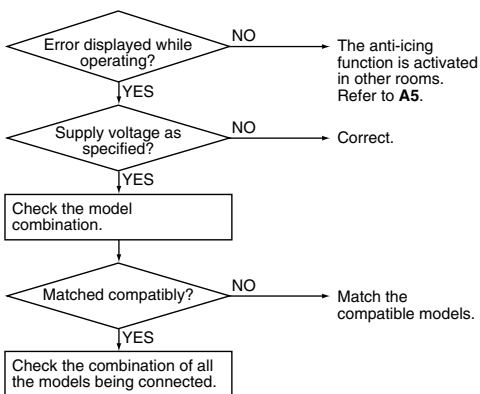 Error displayed while
operating?
NO
The anti-icing
function is activated
in other rooms.
Refer to A5.
YES
Supply voltage as
specified?
NO
Correct.
YES
Check the model
combination.
Matched compatibly?
NO
Match the
compatible models.
YES
Check the combination of all
the models being connected.